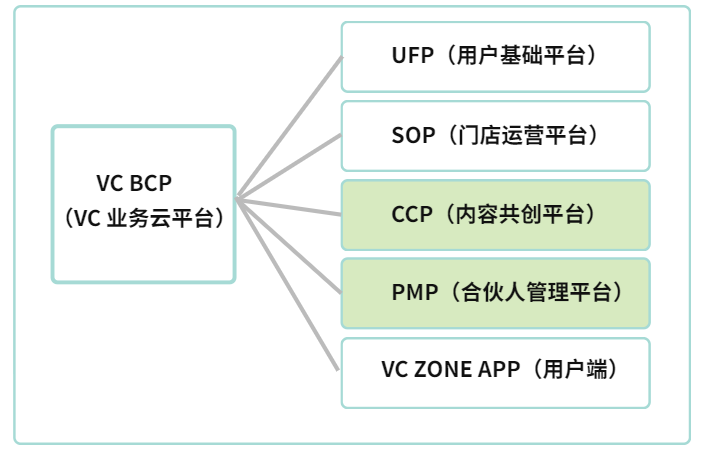 VC BCP
（VC 业务云平台）
UFP（用户基础平台）
SOP（门店运营平台）
CCP（内容共创平台）
PMP（合伙人管理平台）
VC ZONE APP（用户端）